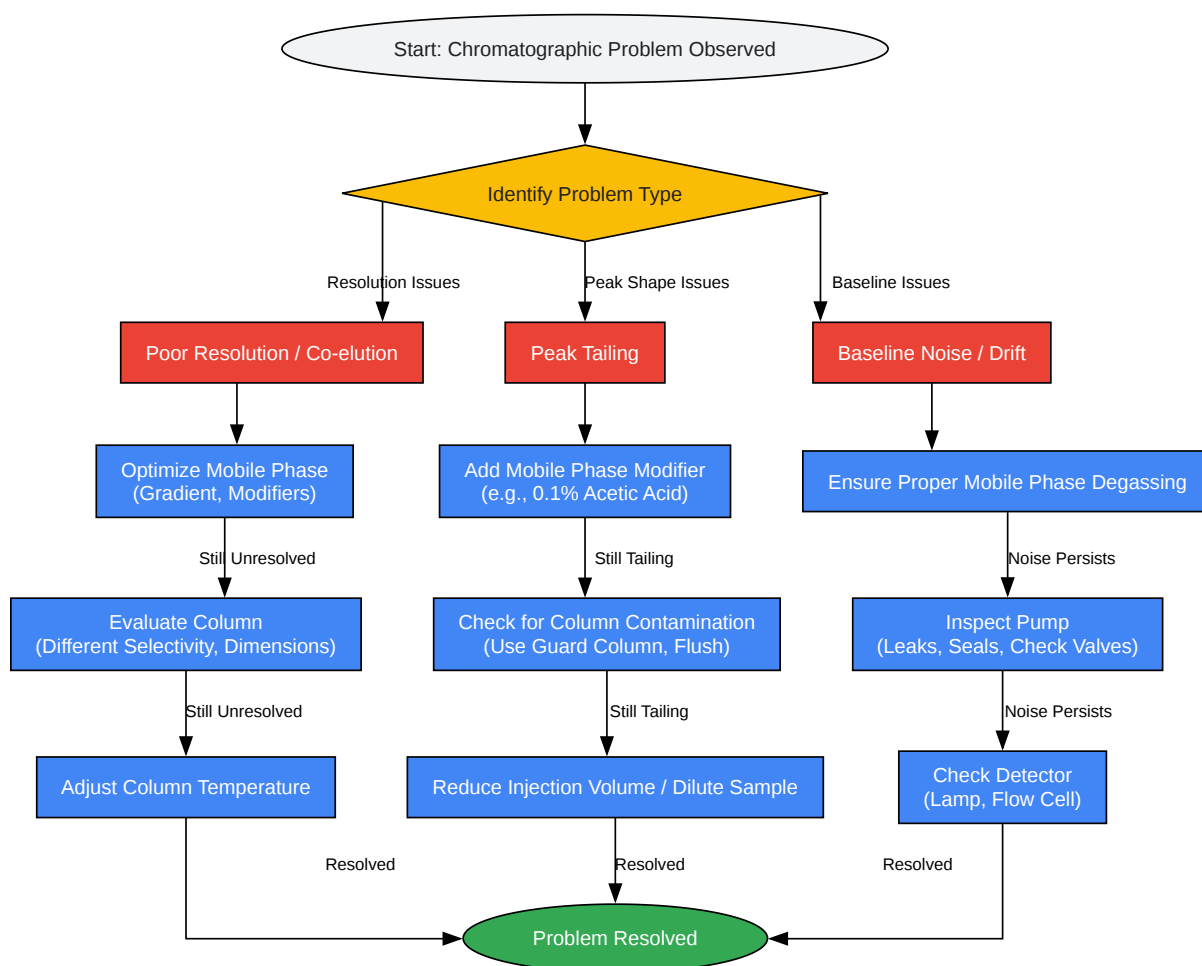 Start: Chromatographic Problem Observed
Identify Problem Type
Resolution Issues
Peak Shape Issues
Baseline Issues
Poor Resolution / Co-elution
Peak Tailing
Baseline Noise / Drift
Optimize Mobile Phase
(Gradient, Modifiers)
Add Mobile Phase Modifier
(e.g., 0.1% Acetic Acid)
Ensure Proper Mobile Phase Degassing
Still Unresolved
Still Tailing
Noise Persists
Evaluate Column
(Different Selectivity, Dimensions)
Check for Column Contamination
(Use Guard Column, Flush)
Inspect Pump
(Leaks, Seals, Check Valves)
Still Unresolved
Still Tailing
Noise Persists
Adjust Column Temperature
Reduce Injection Volume / Dilute Sample
Check Detector
(Lamp, Flow Cell)
Resolved
Resolved
Resolved
Problem Resolved